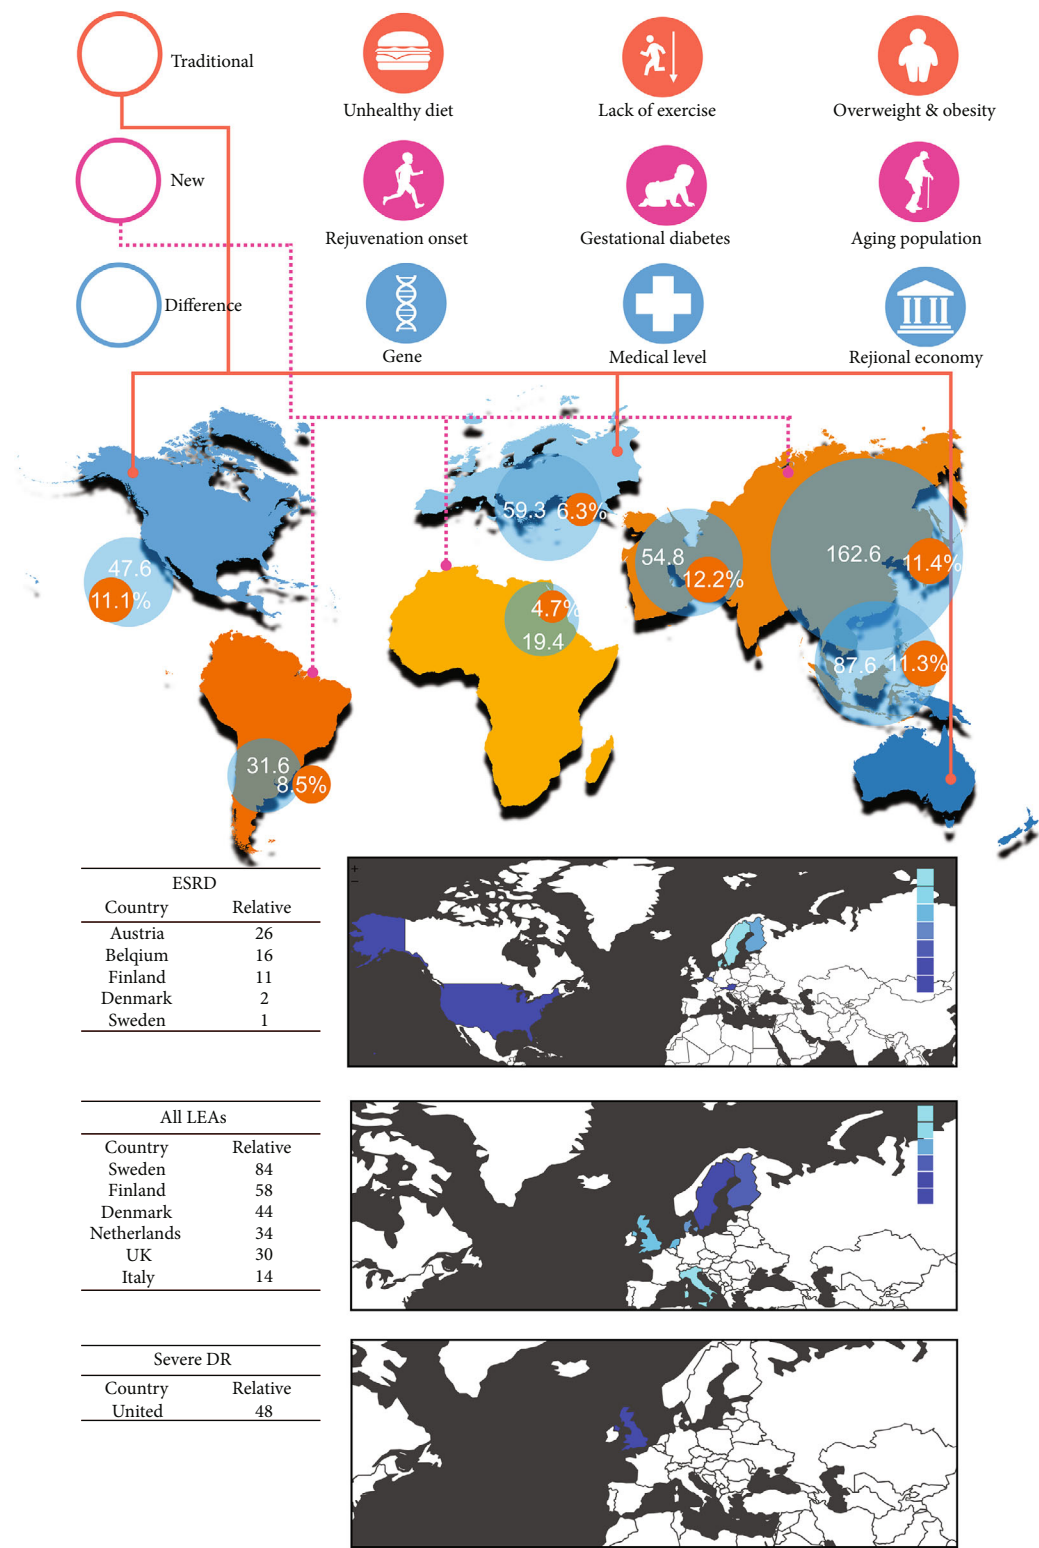 Traditional
Unhealthy diet
Lack of exercise
Overweight & obesity
New
Rejuvenation onset
Gestational diabetes
Aging population
Difference
Gene
Medical level
Rejional economy
59.3
6.3%
54.8
12.2%
162.6
11.4%
47.6
11.1%
4.7%
19.4
87.6
11.3%
31.6
8.5%
ESRD
Country Relative
Austria 26
Belqium 16
Finland 11
Denmark 2
Sweden 1
+
–
All LEAs
Country Relative
Sweden 84
Finland 58
Denmark 44
Netherlands 34
UK 30
Italy 14
Severe DR
Country Relative
United 48